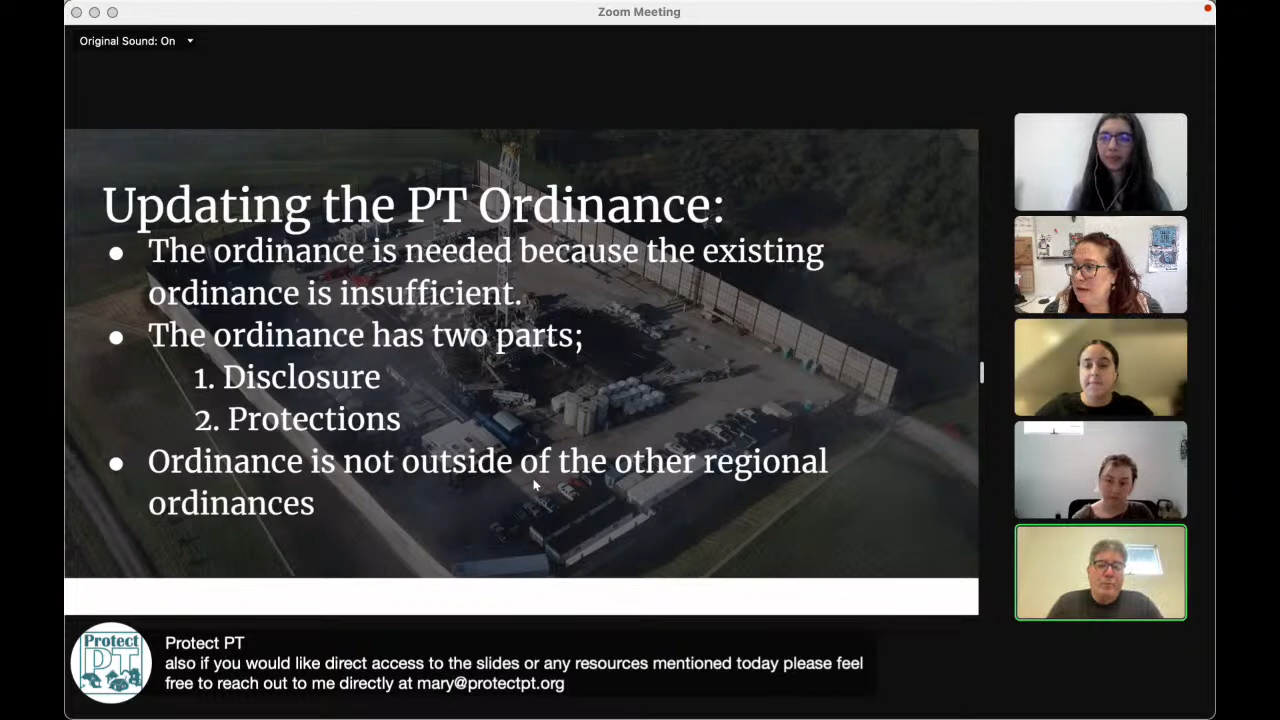 Zoom Meeting
Original Sound: On
Updating the PT Ordinance:
● The ordinance is needed because the existing
ordinance is insufficient.
● The ordinance has two parts;
1. Disclosure
2. Protections
● Ordinance is not outside of the other regional
ordinances
Protect
PT
Protect PT
also if you would like direct access to the slides or any resources mentioned today please feel
free to reach out to me directly at mary@protectpt.org